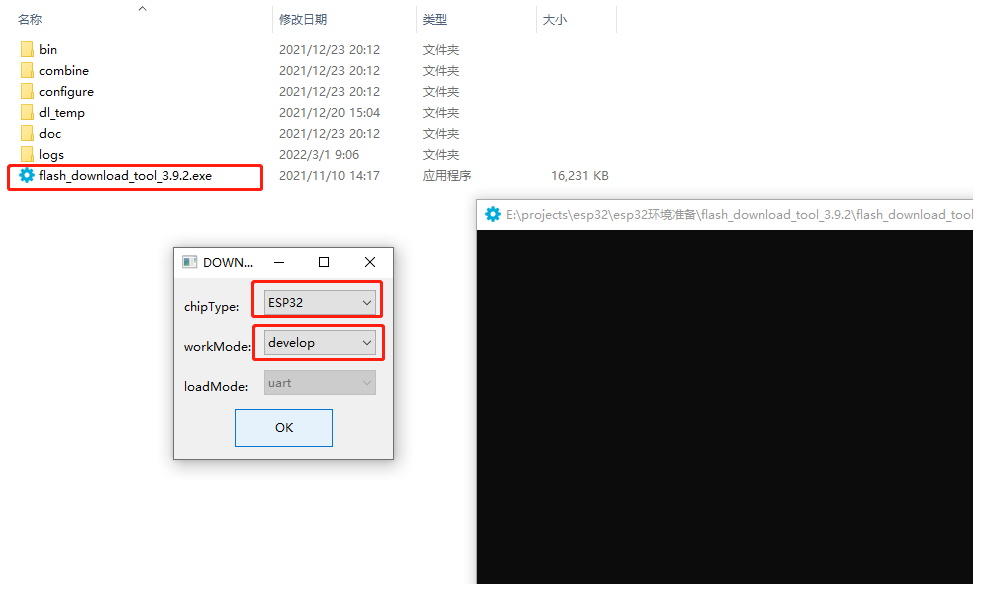 名称 修改日期 类型 大小
bin 2021/12/23 20:12 文件夹
combine 2021/12/23 20:12 文件夹
configure 2021/12/23 20:12 文件夹
dl_temp 2021/12/20 15:04 文件夹
doc 2021/12/23 20:12 文件夹
logs 2022/3/1 9:06 文件夹
flash_download_tool_3.9.2.exe 2021/11/10 14:17 应用程序 16,231 KB
E:\projects\esp32\esp32环境准备\flash_download_tool_3.9.2\flash_download_tool
DOWN...
chipType: ESP32
workMode: develop
loadMode: uart
OK